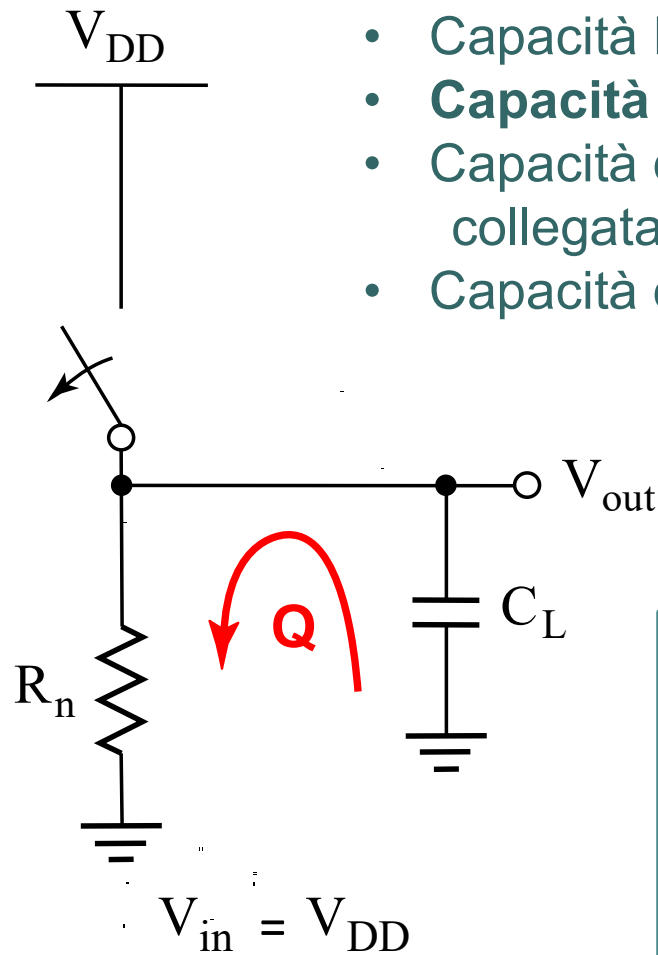 V_DD
• Capacità
• Capacità
• Capacità
collegata
• Capacità
V_out
Q
C_L
R_n
V_in = V_DD